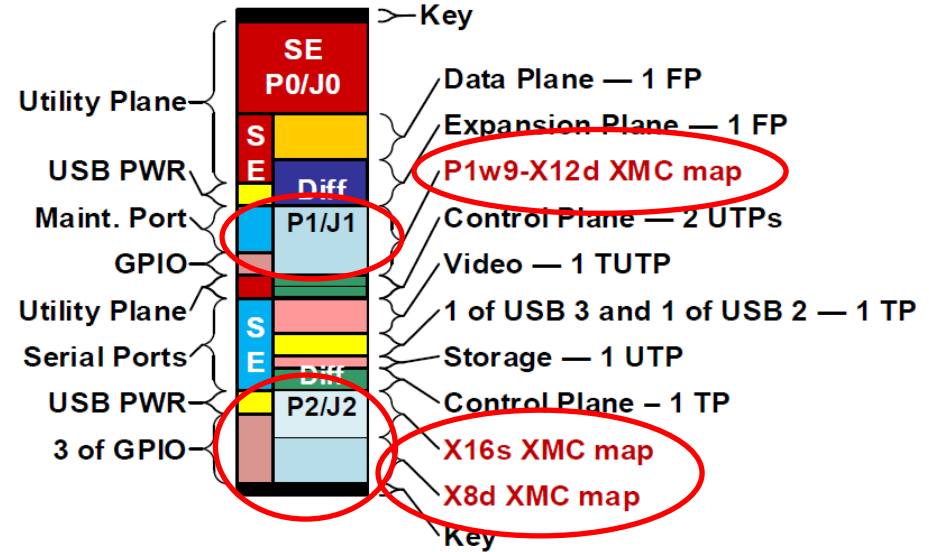 Key
SE
P0/J0
Utility Plane
Data Plane — 1 FP
Expansion Plane — 1 FP
S
E
USB PWR
P1w9-X12d XMC map
Diff
Maint. Port
P1/J1
Control Plane — 2 UTPs
GPIO
Video — 1 TUTP
Utility Plane
1 of USB 3 and 1 of USB 2 — 1 TP
S
E
Serial Ports
Storage — 1 UTP
Diff
USB PWR
P2/J2
Control Plane – 1 TP
3 of GPIO
X16s XMC map
X8d XMC map
Key